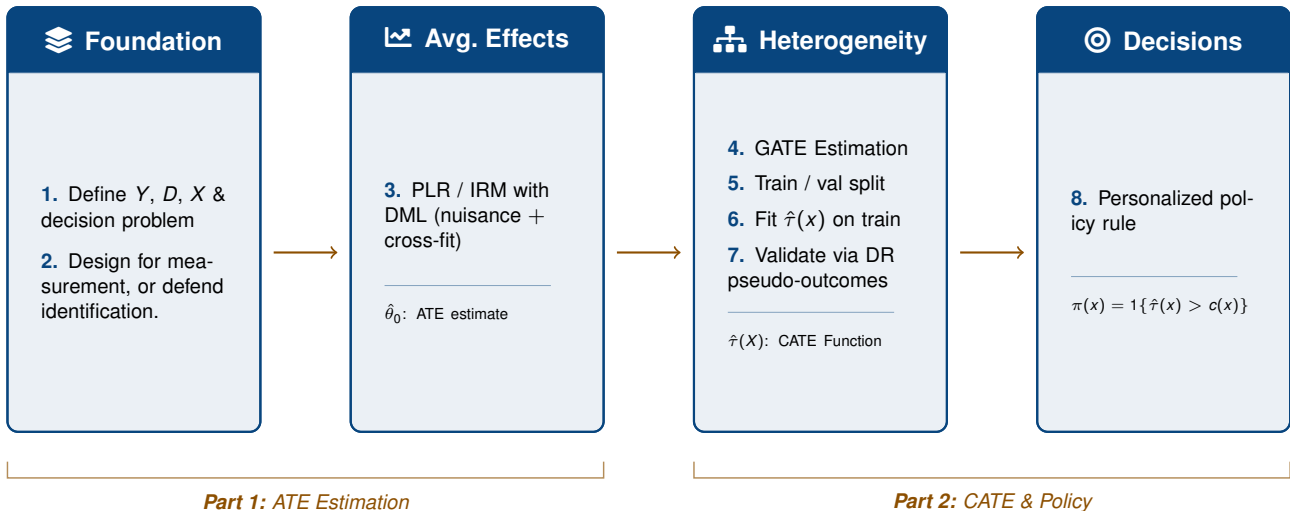 Foundation
1. Define Y, D, X &
decision problem
2. Design for mea-
surement, or defend
identification.
Avg. Effects
3. PLR / IRM with
DML (nuisance +
cross-fit)
θ̂₀: ATE estimate
Heterogeneity
4. GATE Estimation
5. Train / val split
6. Fit τ̂(x) on train
7. Validate via DR
pseudo-outcomes
τ̂(X): CATE Function
Decisions
8. Personalized pol-
icy rule
π(x) = 1{τ̂(x) > c(x)}
Part 1: ATE Estimation
Part 2: CATE & Policy